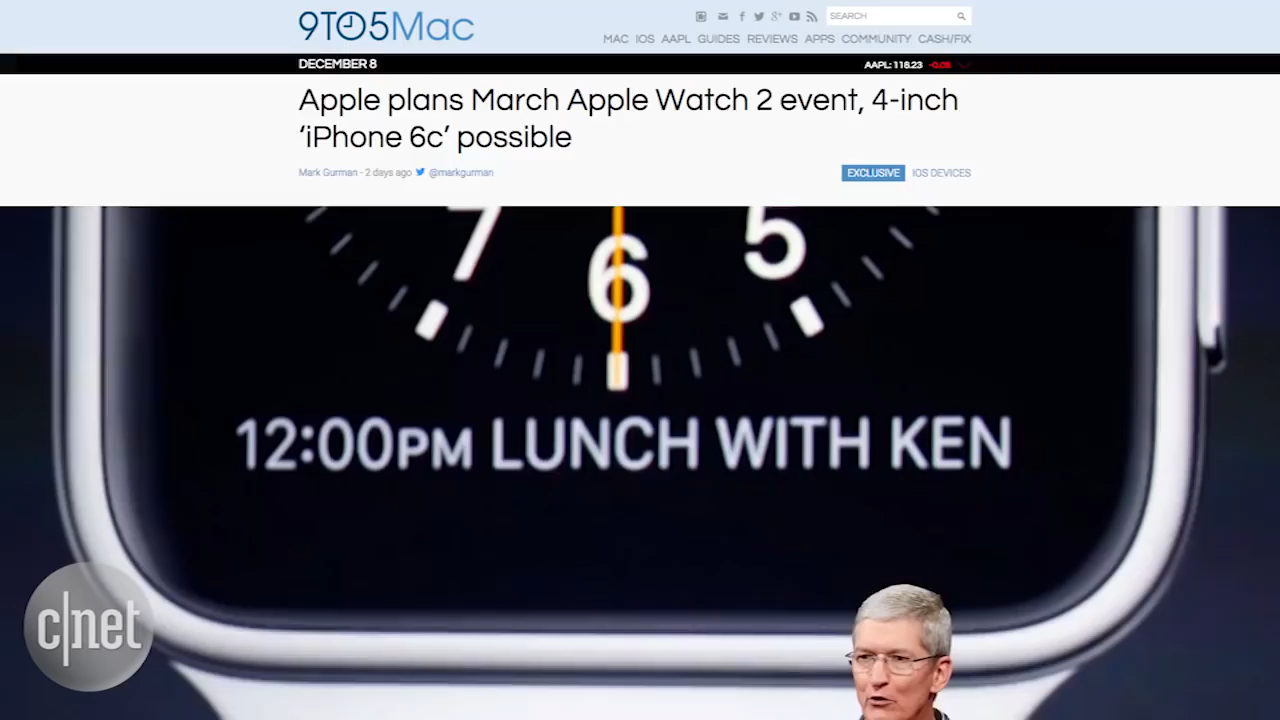 9TO5Mac
SEARCH
MAC IOS AAPL GUIDES REVIEWS APPS COMMUNITY CASH/FIX
DECEMBER 8
AAPL: 118.23 -0.05
Apple plans March Apple Watch 2 event, 4-inch
‘iPhone 6c’ possible
Mark Gurman - 2 days ago @markgurman
EXCLUSIVE IOS DEVICES
7 6 5
12:00PM LUNCH WITH KEN
c|net